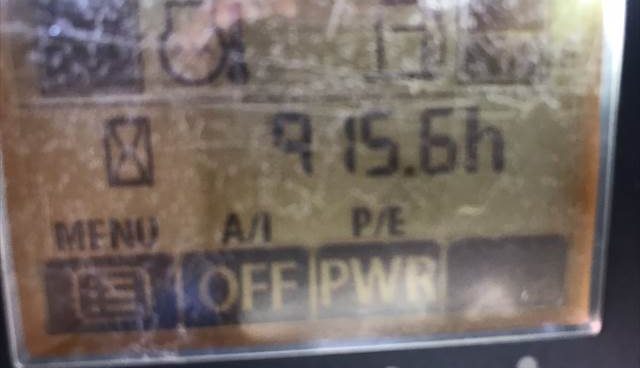 915.6h
MENU A/I P/E
OFF PWR